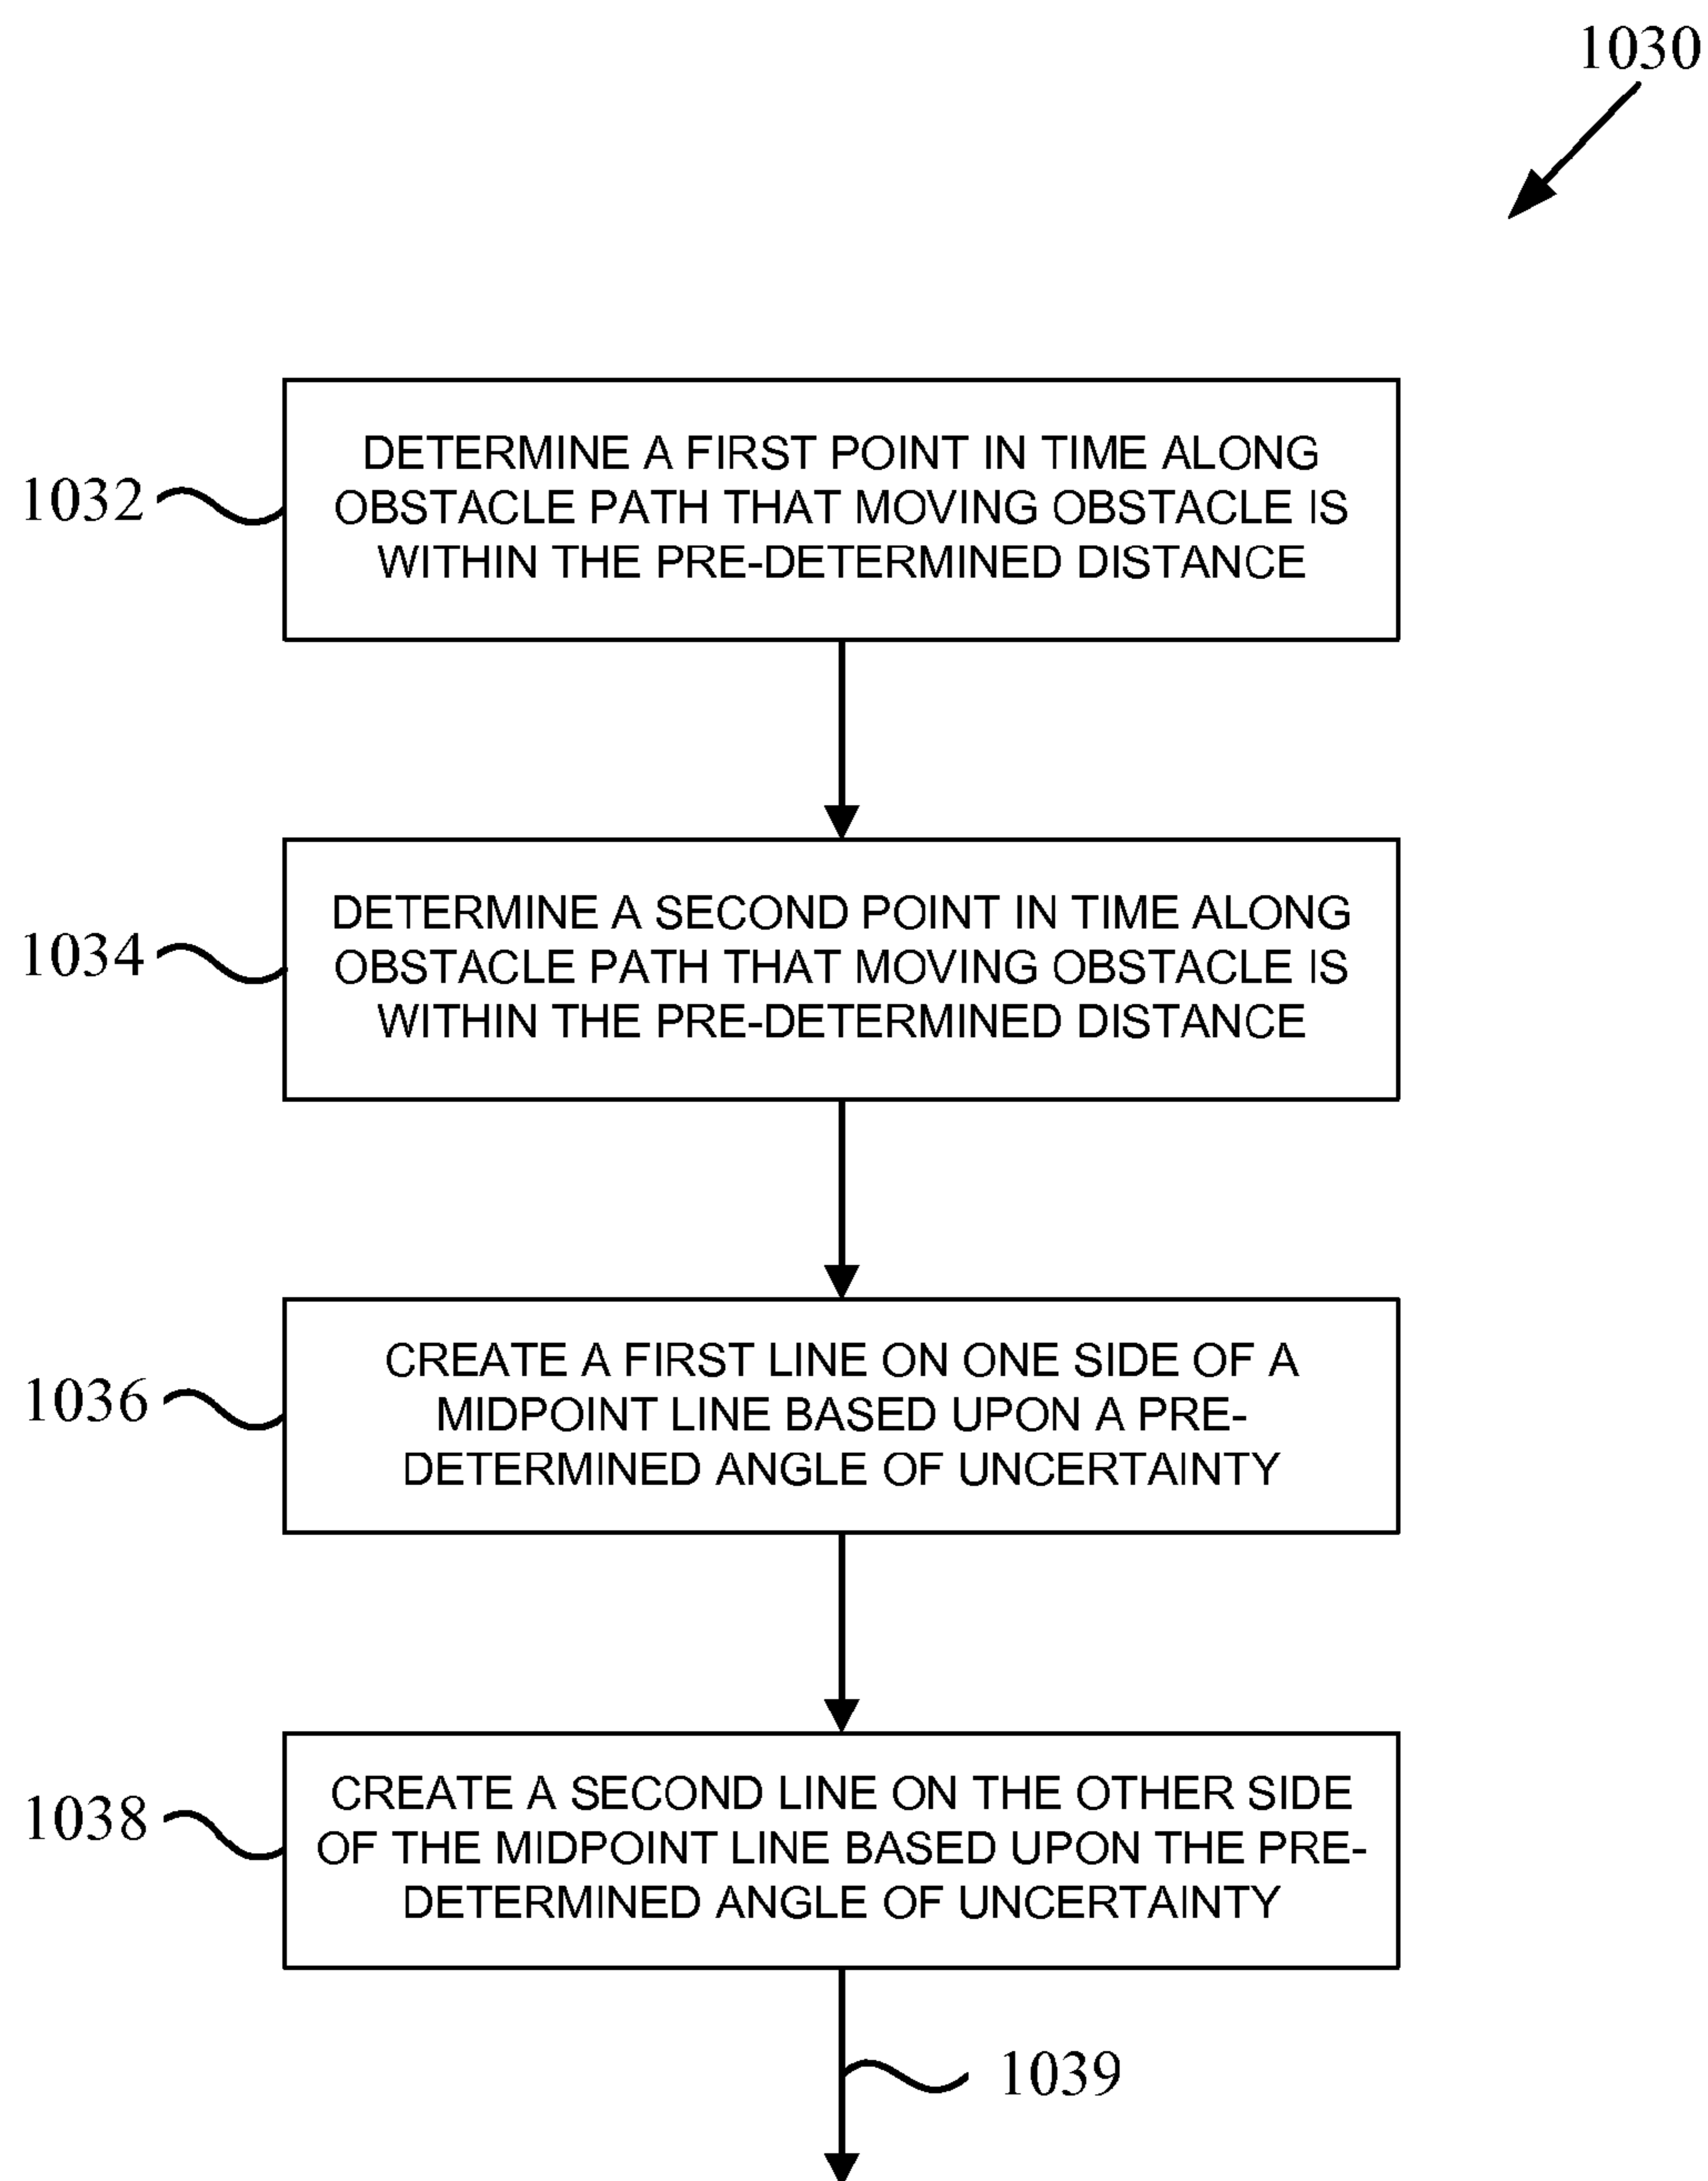 1030
1032
DETERMINE A FIRST POINT IN TIME ALONG
OBSTACLE PATH THAT MOVING OBSTACLE IS
WITHIN THE PRE-DETERMINED DISTANCE
1034
DETERMINE A SECOND POINT IN TIME ALONG
OBSTACLE PATH THAT MOVING OBSTACLE IS
WITHIN THE PRE-DETERMINED DISTANCE
1036
CREATE A FIRST LINE ON ONE SIDE OF A
MIDPOINT LINE BASED UPON A PRE-
DETERMINED ANGLE OF UNCERTAINTY
1038
CREATE A SECOND LINE ON THE OTHER SIDE
OF THE MIDPOINT LINE BASED UPON THE PRE-
DETERMINED ANGLE OF UNCERTAINTY
1039